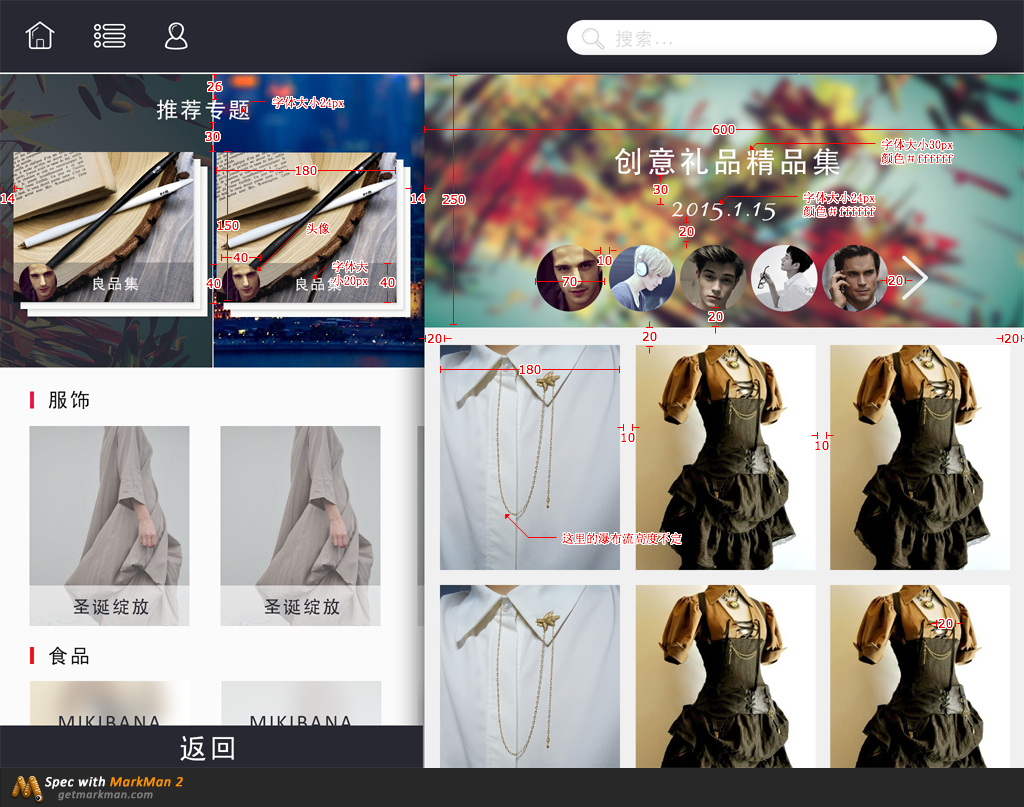 搜索...
推荐专题
26
字体大小24px
30
180
14
14
150
头像
40
字体大
小20px
40
40
良品集
良品集
600
字体大小30px
颜色#ffffff
创意礼品精品集
250
30
字体大小24px
颜色#ffffff
2015.1.15
20
10
70
20
20
20
20
20
服饰
180
10
10
这里的瀑布流高度不定
圣诞绽放
圣诞绽放
20
食品
MIKIBANA
MIKIBANA
返回
Spec with MarkMan 2
getmarkman.com